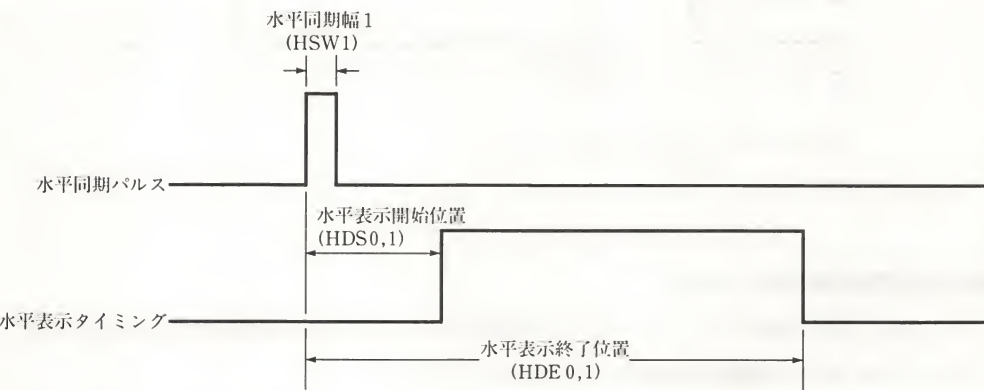 水平同期幅1
(HSW1)
水平同期パルス
水平表示開始位置
(HDS0,1)
水平表示タイミング
水平表示終了位置
(HDE 0,1)